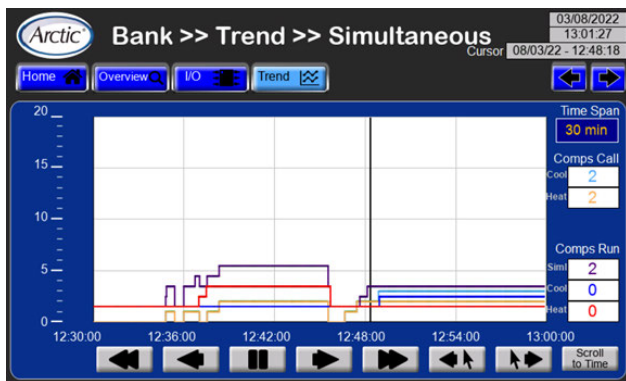 Arctic
Bank >> Trend >> Simultaneous
03/08/2022
13:01:27
Cursor 08/03/22 - 12:48:18
Home Overview I/O Trend
20
15
10
5
0
12:30:00 12:36:00 12:42:00 12:48:00 12:54:00 13:00:00
Time Span
30 min
Comps Call
Cool 2
Heat 2
Comps Run
Siml 2
Cool 0
Heat 0
Scroll
to Time